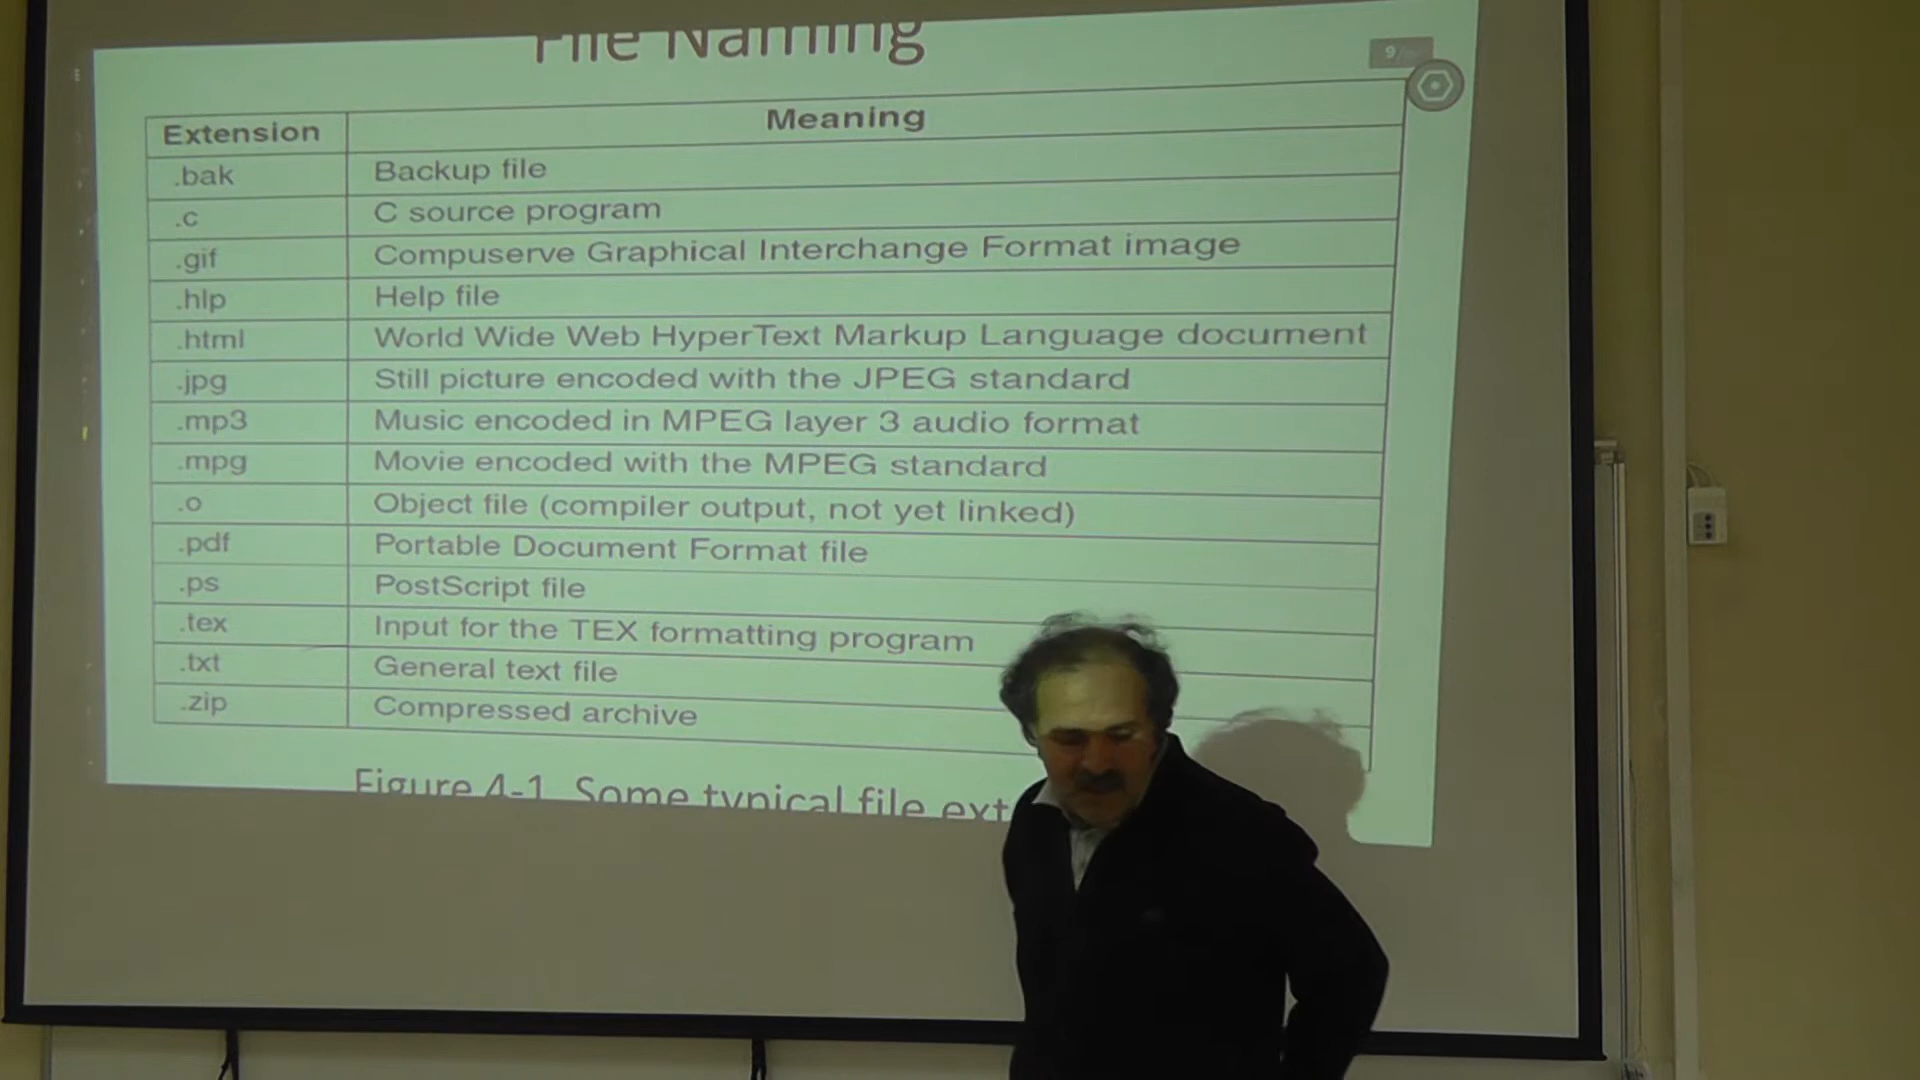 File Naming
9
Extension Meaning
.bak Backup file
.c C source program
.gif Compuserve Graphical Interchange Format image
.hlp Help file
.html World Wide Web HyperText Markup Language document
.jpg Still picture encoded with the JPEG standard
.mp3 Music encoded in MPEG layer 3 audio format
.mpg Movie encoded with the MPEG standard
.o Object file (compiler output, not yet linked)
.pdf Portable Document Format file
.ps PostScript file
.tex Input for the TEX formatting program
.txt General text file
.zip Compressed archive
Figure 4-1 Some typical file ext